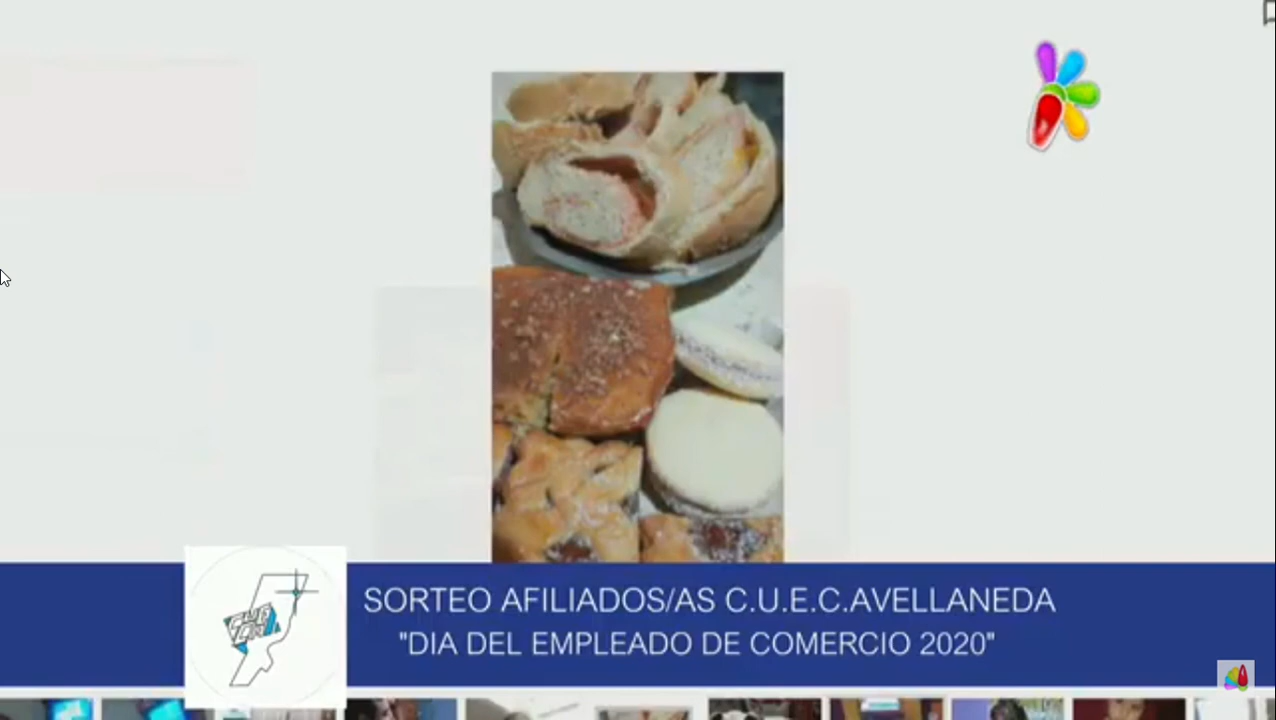 SORTEO AFILIADOS/AS C.U.E.C.AVELLANEDA
"DIA DEL EMPLEADO DE COMERCIO 2020"